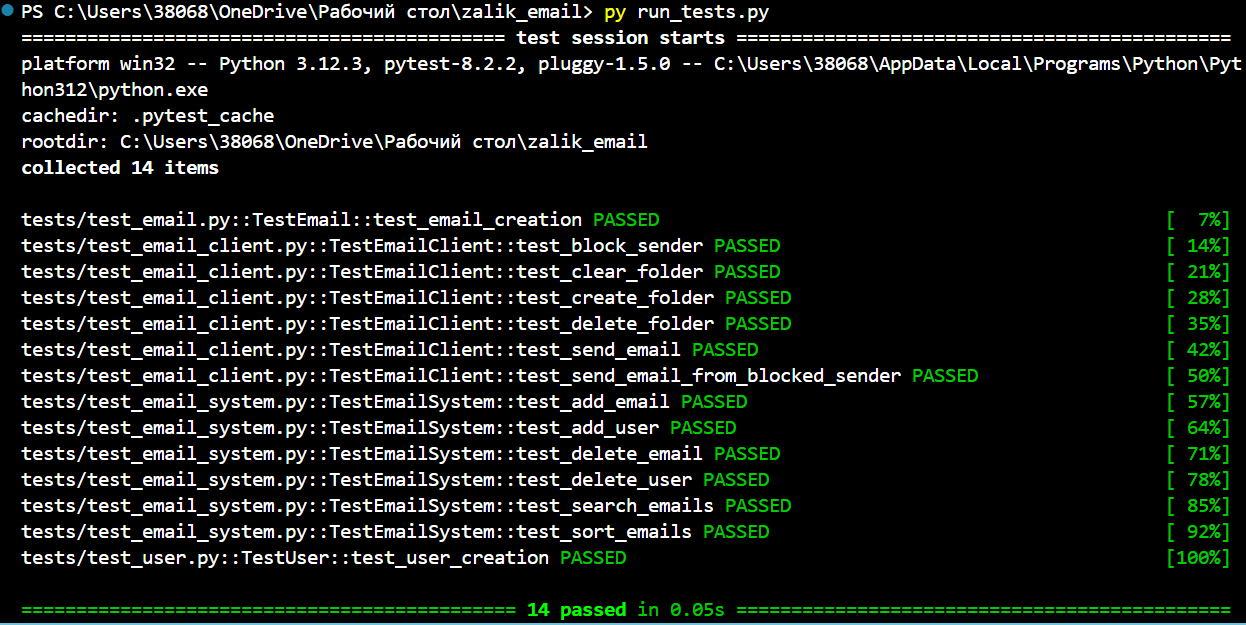 PS C:\Users\38068\OneDrive\Рабочий стол\zalik_email> py run_tests.py
============================================ test session starts =============================================
platform win32 -- Python 3.12.3, pytest-8.2.2, pluggy-1.5.0 -- C:\Users\38068\AppData\Local\Programs\Python\Pyt
hon312\python.exe
cachedir: .pytest_cache
rootdir: C:\Users\38068\OneDrive\Рабочий стол\zalik_email
collected 14 items
tests/test_email.py::TestEmail::test_email_creation PASSED [  7%]
tests/test_email_client.py::TestEmailClient::test_block_sender PASSED [ 14%]
tests/test_email_client.py::TestEmailClient::test_clear_folder PASSED [ 21%]
tests/test_email_client.py::TestEmailClient::test_create_folder PASSED [ 28%]
tests/test_email_client.py::TestEmailClient::test_delete_folder PASSED [ 35%]
tests/test_email_client.py::TestEmailClient::test_send_email PASSED [ 42%]
tests/test_email_client.py::TestEmailClient::test_send_email_from_blocked_sender PASSED [ 50%]
tests/test_email_system.py::TestEmailSystem::test_add_email PASSED [ 57%]
tests/test_email_system.py::TestEmailSystem::test_add_user PASSED [ 64%]
tests/test_email_system.py::TestEmailSystem::test_delete_email PASSED [ 71%]
tests/test_email_system.py::TestEmailSystem::test_delete_user PASSED [ 78%]
tests/test_email_system.py::TestEmailSystem::test_search_emails PASSED [ 85%]
tests/test_email_system.py::TestEmailSystem::test_sort_emails PASSED [ 92%]
tests/test_user.py::TestUser::test_user_creation PASSED [100%]
============================================= 14 passed in 0.05s =============================================